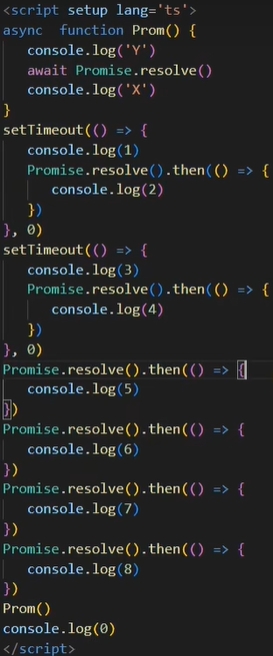 <script setup lang='ts'>
async  function Prom() {
   console.log('Y')
   await Promise.resolve()
   console.log('X')
}
setTimeout(() => {
   console.log(1)
   Promise.resolve().then(() => {
      console.log(2)
   })
}, 0)
setTimeout(() => {
   console.log(3)
   Promise.resolve().then(() => {
      console.log(4)
   })
}, 0)
Promise.resolve().then(() => {
   console.log(5)
})
Promise.resolve().then(() => {
   console.log(6)
})
Promise.resolve().then(() => {
   console.log(7)
})
Promise.resolve().then(() => {
   console.log(8)
})
Prom()
console.log(0)
</script>